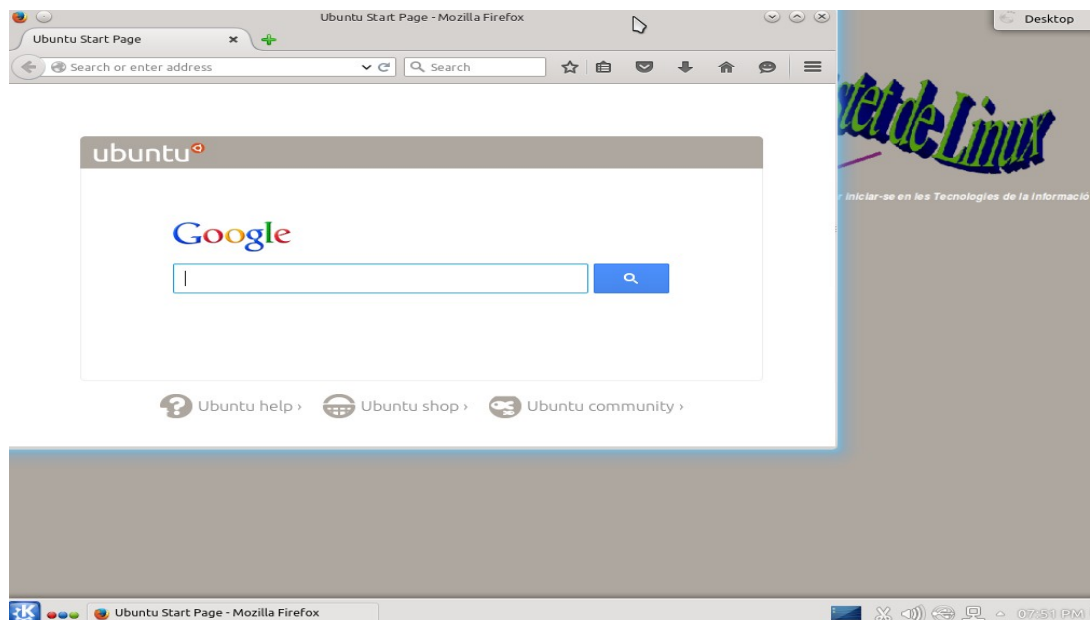 Ubuntu Start Page - Mozilla Firefox
Desktop
Ubuntu Start Page
Search or enter address
Search
ubuntu
de Linux
iniciar-se en les Tecnologies de la Informació
Google
Ubuntu help ›
Ubuntu shop ›
Ubuntu community ›
Ubuntu Start Page - Mozilla Firefox
07:51 PM